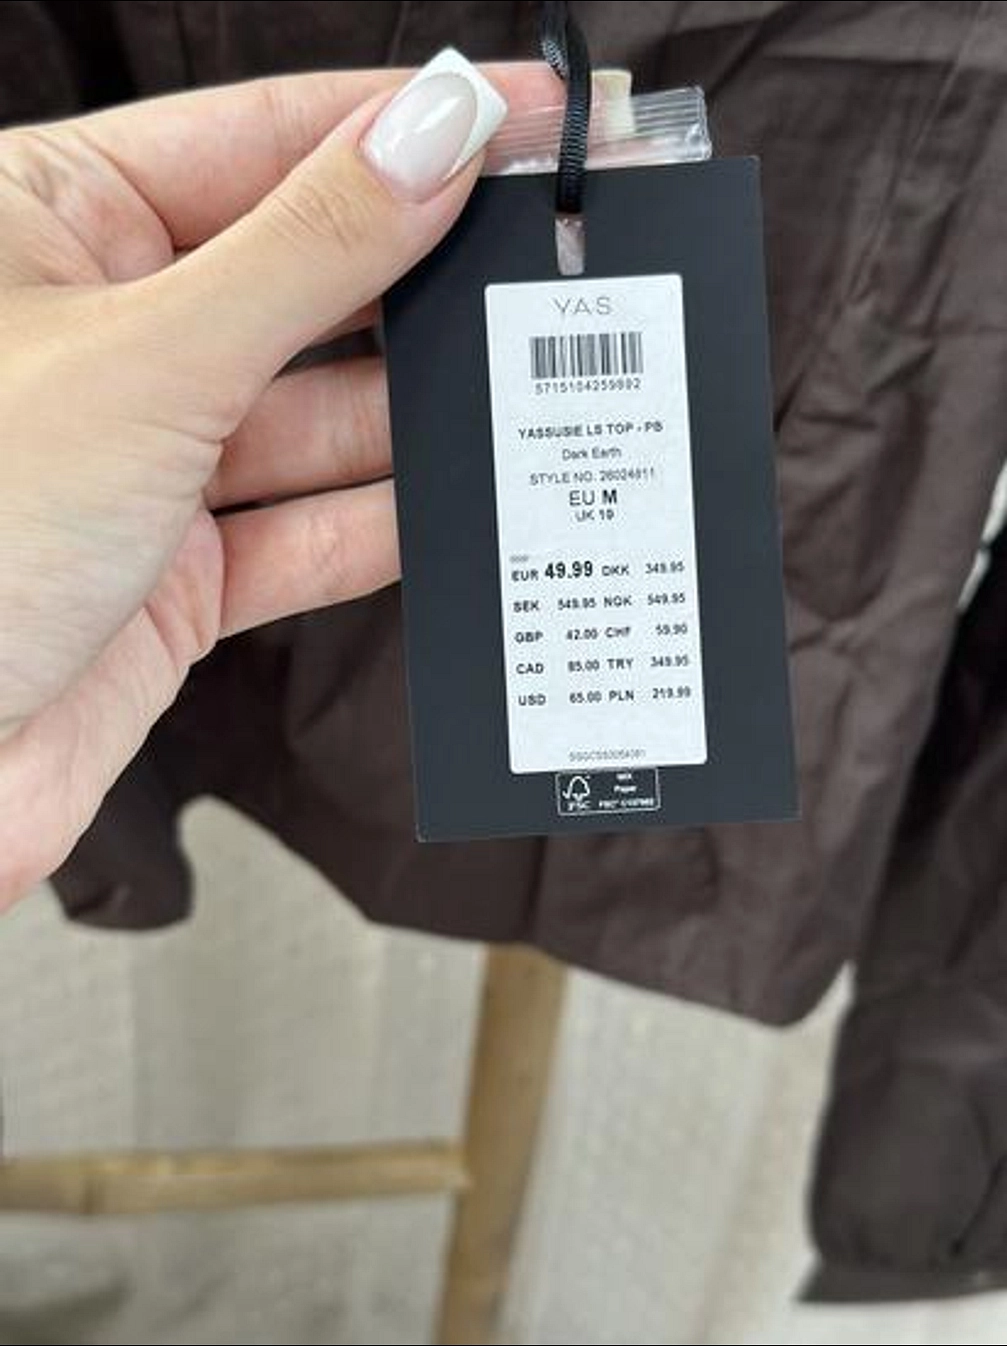 YAS
5715104259892
YASSUSIE LS TOP - PB
Dark Earth
STYLE NO. 26024811
EU M
UK 10
EUR 49.99 DKK 349.95
SEK 549.95 NOK 549.95
GBP 42.00 CHF 59.90
CAD 85.00 TRY 349.95
USD 65.00 PLN 219.99
MIX
Paper
FSC